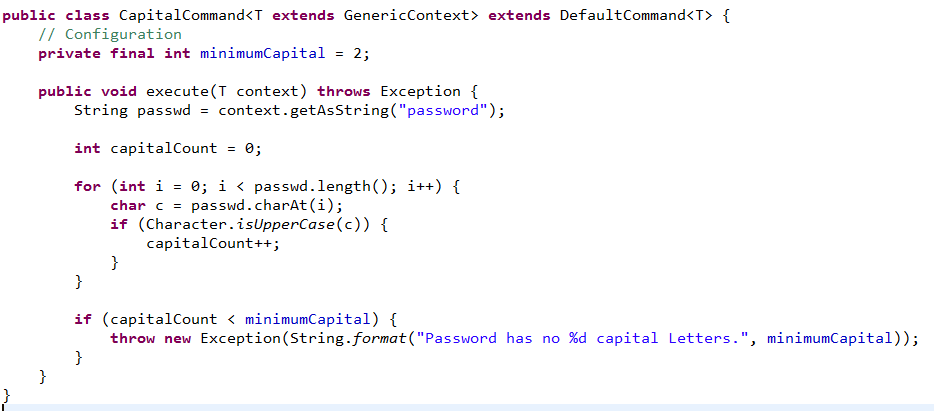 public class CapitalCommand<T extends GenericContext> extends DefaultCommand<T> {
    // Configuration
    private final int minimumCapital = 2;

    public void execute(T context) throws Exception {
        String passwd = context.getAsString("password");

        int capitalCount = 0;

        for (int i = 0; i < passwd.length(); i++) {
            char c = passwd.charAt(i);
            if (Character.isUpperCase(c)) {
                capitalCount++;
            }
        }

        if (capitalCount < minimumCapital) {
            throw new Exception(String.format("Password has no %d capital Letters.", minimumCapital));
        }
    }
}